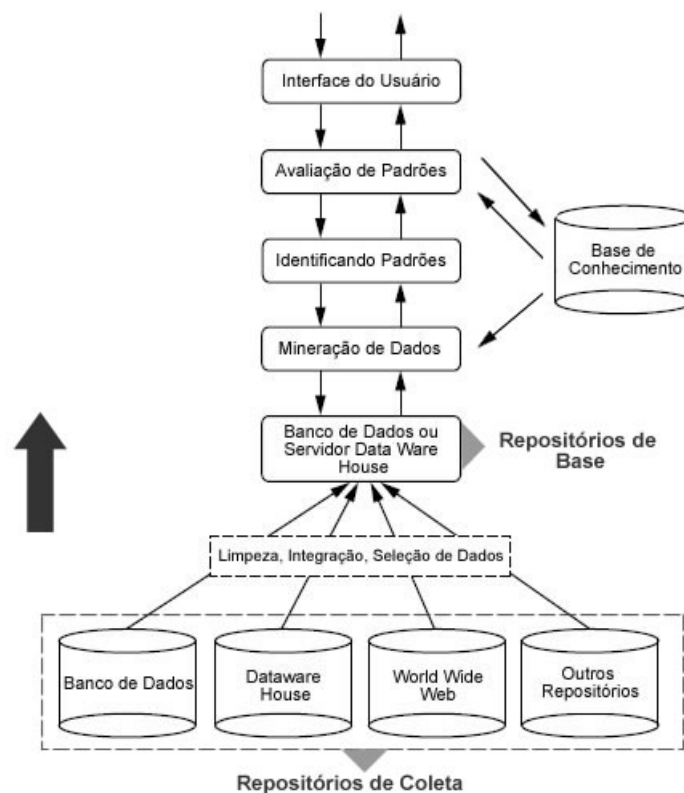 Interface do Usuário
Avaliação de Padrões
Identificando Padrões
Base de
Conhecimento
Mineração de Dados
Banco de Dados ou
Servidor Data Ware
House
Repositórios de
Base
Limpeza, Integração, Seleção de Dados
Banco de Dados
Dataware
House
World Wide
Web
Outros
Repositórios
Repositórios de Coleta